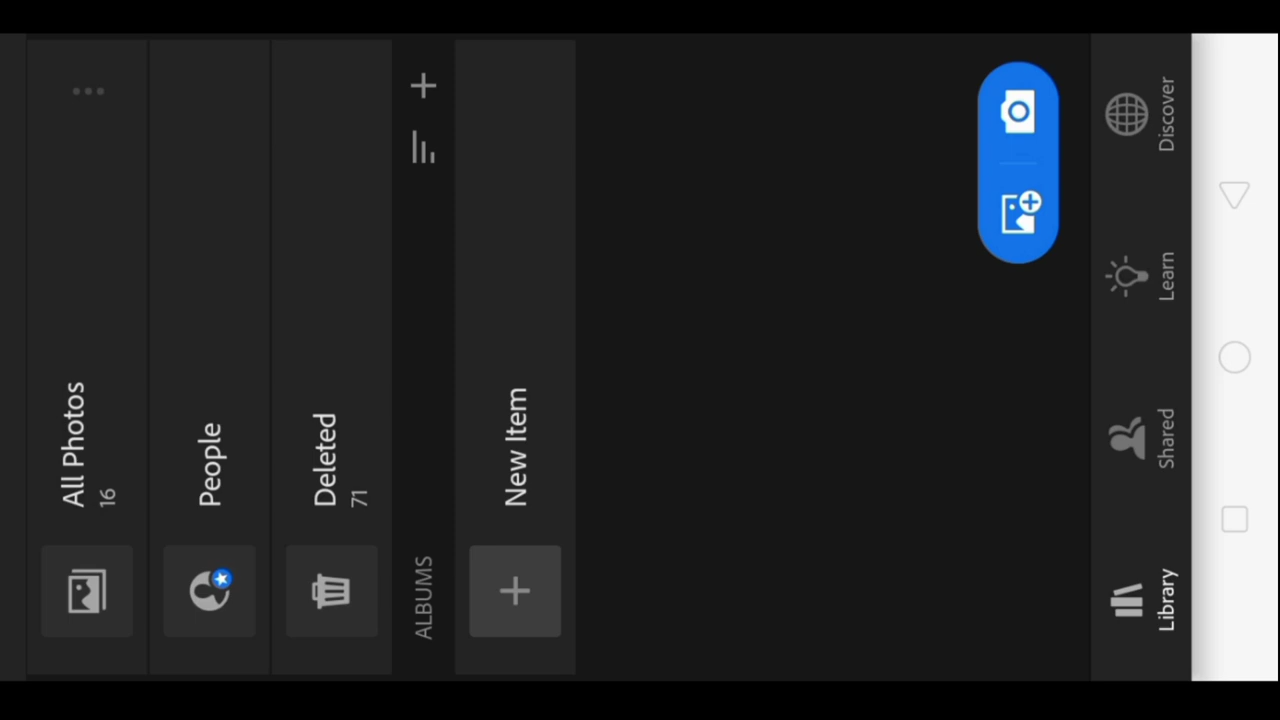 All Photos
16
People
Deleted
71
ALBUMS
New Item
Library
Shared
Learn
Discover